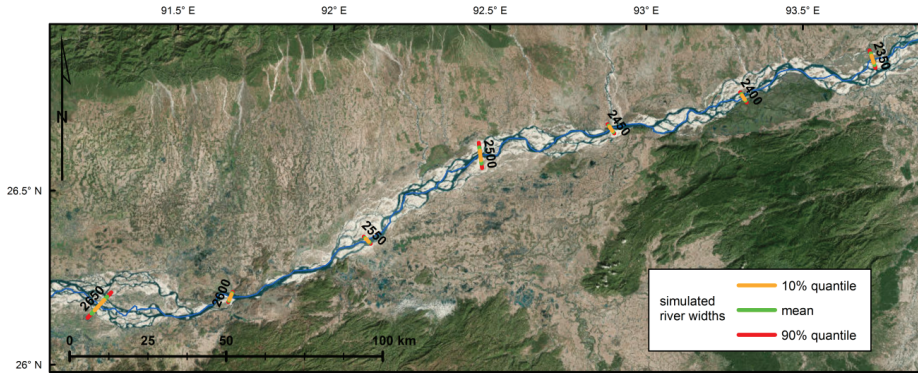 91.5° E 92° E 92.5° E 93° E 93.5° E
N
2350
2400
2450
2500
2550
2600
2650
26.5° N
26° N
0 25 50 100 km
simulated
river widths
10% quantile
mean
90% quantile